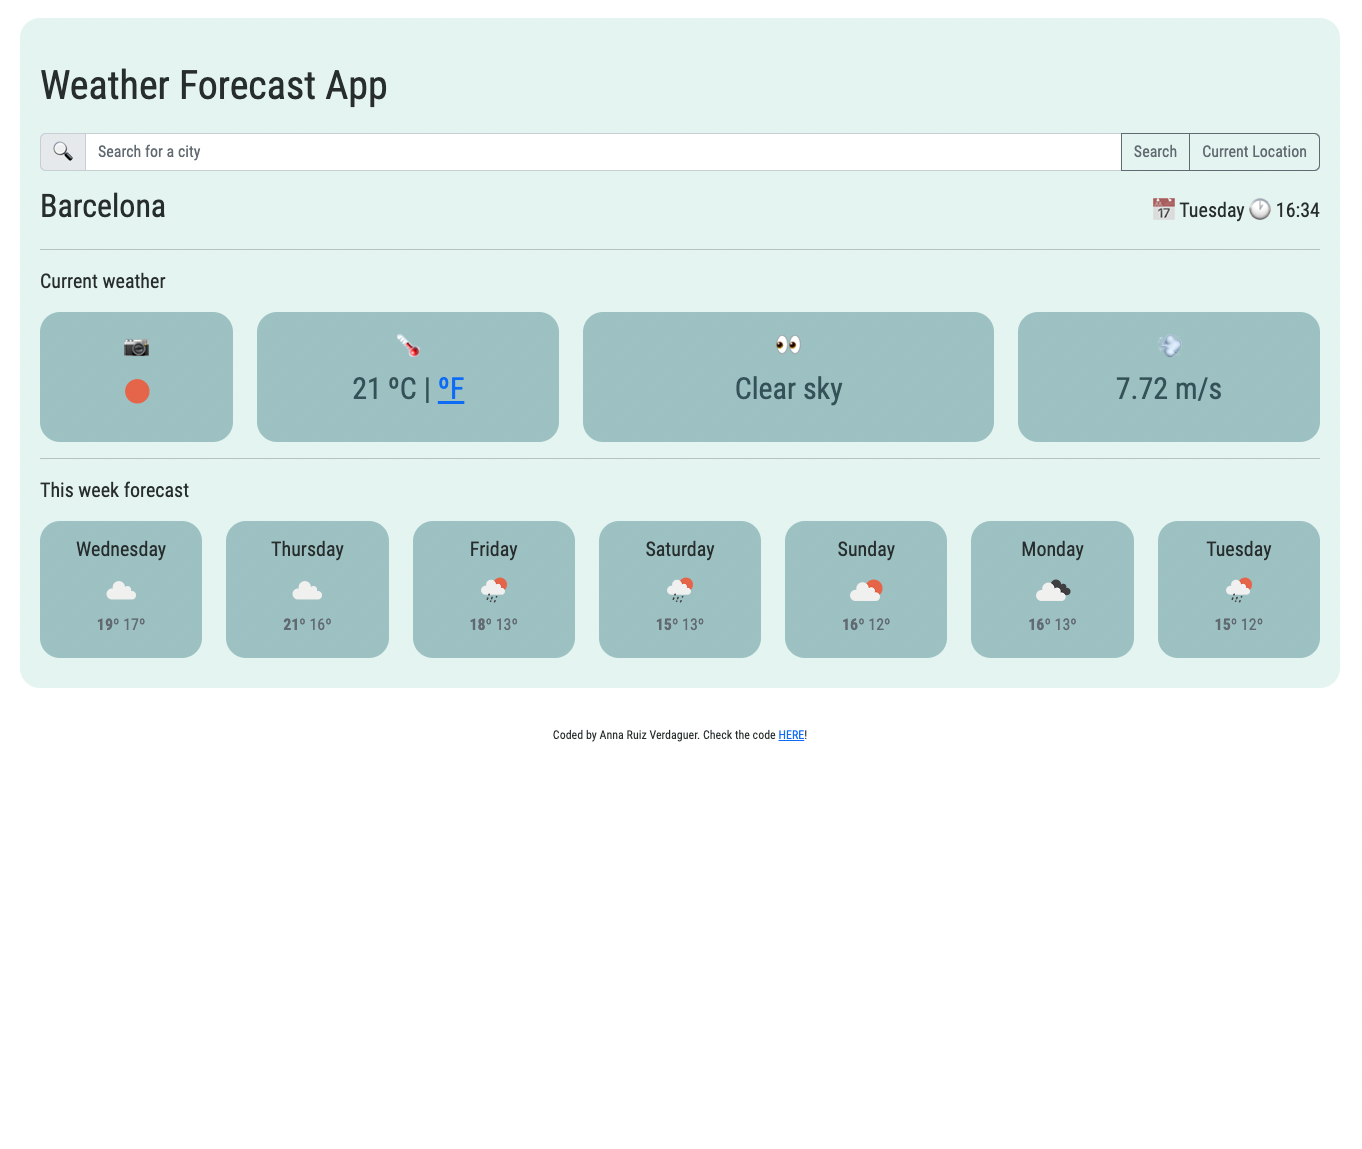 Weather Forecast App
🔍 Search for a city Search Current Location
Barcelona
📅 Tuesday 🕐 16:34
Current weather
21 ºC | ºF
Clear sky
7.72 m/s
This week forecast
Wednesday
19º 17º
Thursday
21º 16º
Friday
18º 13º
Saturday
15º 13º
Sunday
16º 12º
Monday
16º 13º
Tuesday
15º 12º
Coded by Anna Ruiz Verdaguer. Check the code HERE!